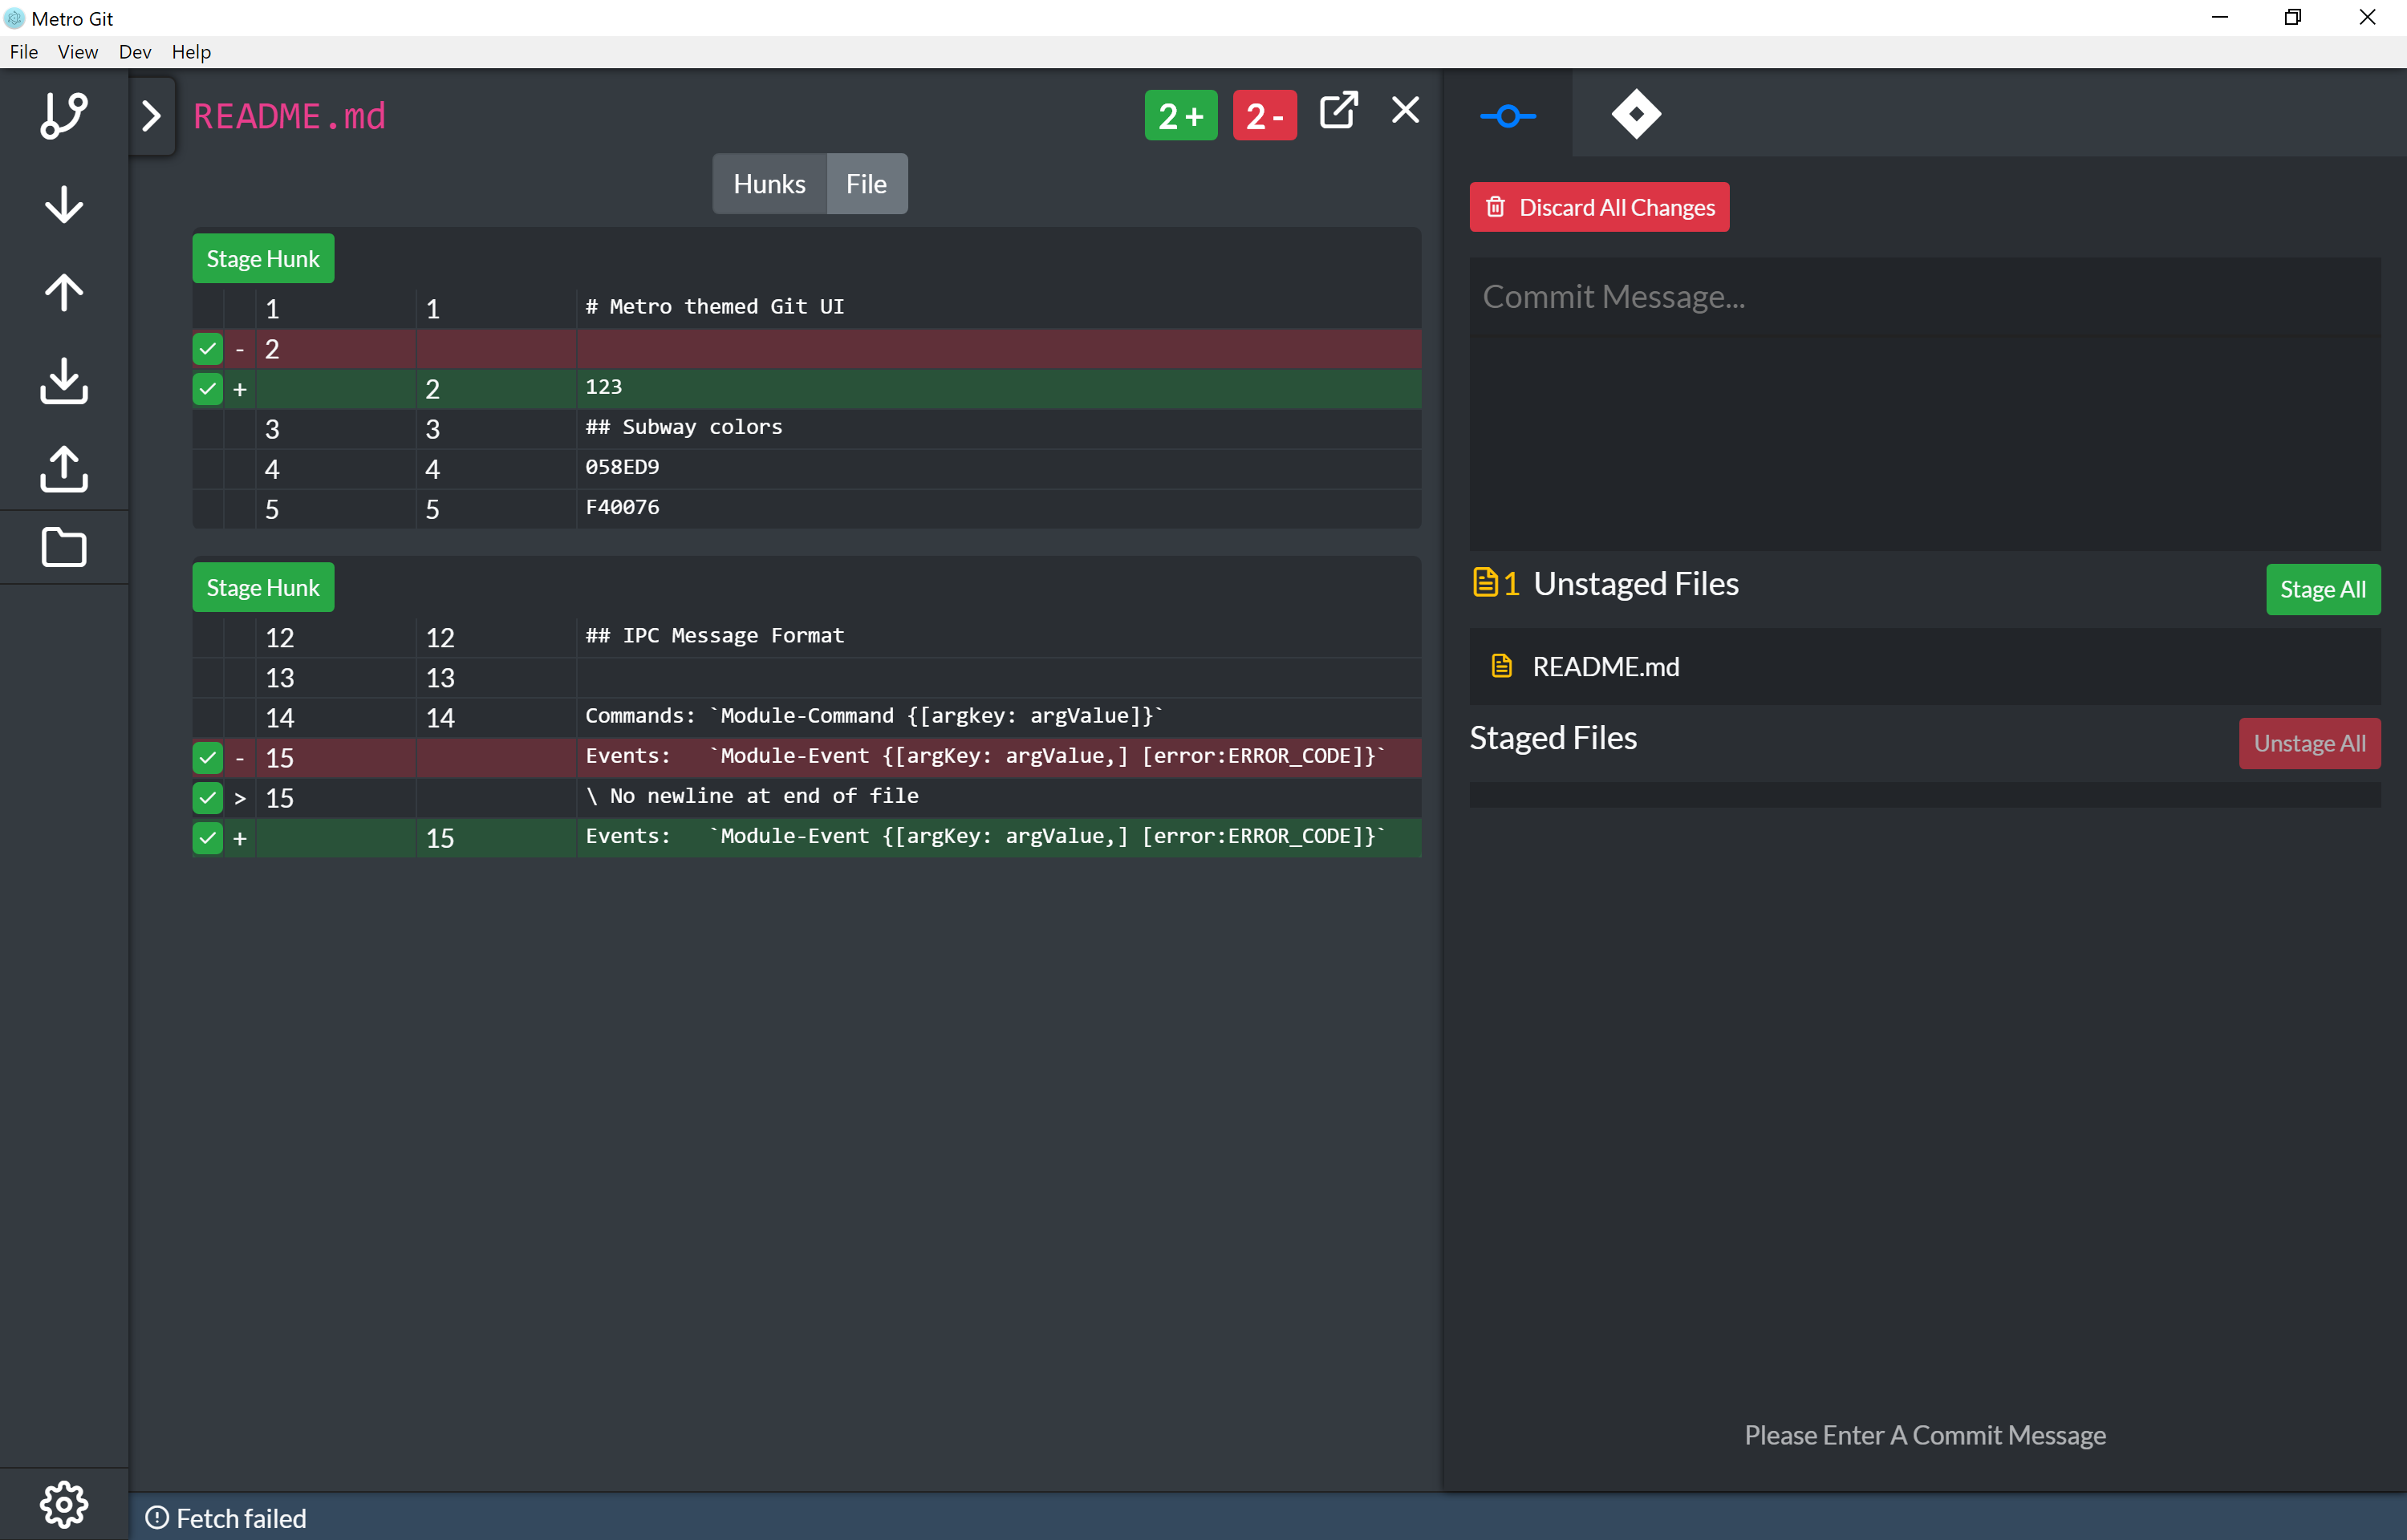 Metro Git
File View Dev Help
README.md 2+ 2-
Hunks File
Stage Hunk
1 1 # Metro themed Git UI
- 2
+ 2 123
3 3 ## Subway colors
4 4 058ED9
5 5 F40076
Stage Hunk
12 12 ## IPC Message Format
13 13
14 14 Commands: `Module-Command {[argkey: argValue]}`
- 15 Events:   `Module-Event {[argKey: argValue,] [error:ERROR_CODE]}`
> 15 \ No newline at end of file
+ 15 Events:   `Module-Event {[argKey: argValue,] [error:ERROR_CODE]}`
Discard All Changes
Commit Message...
1 Unstaged Files Stage All
README.md
Staged Files Unstage All
Please Enter A Commit Message
Fetch failed